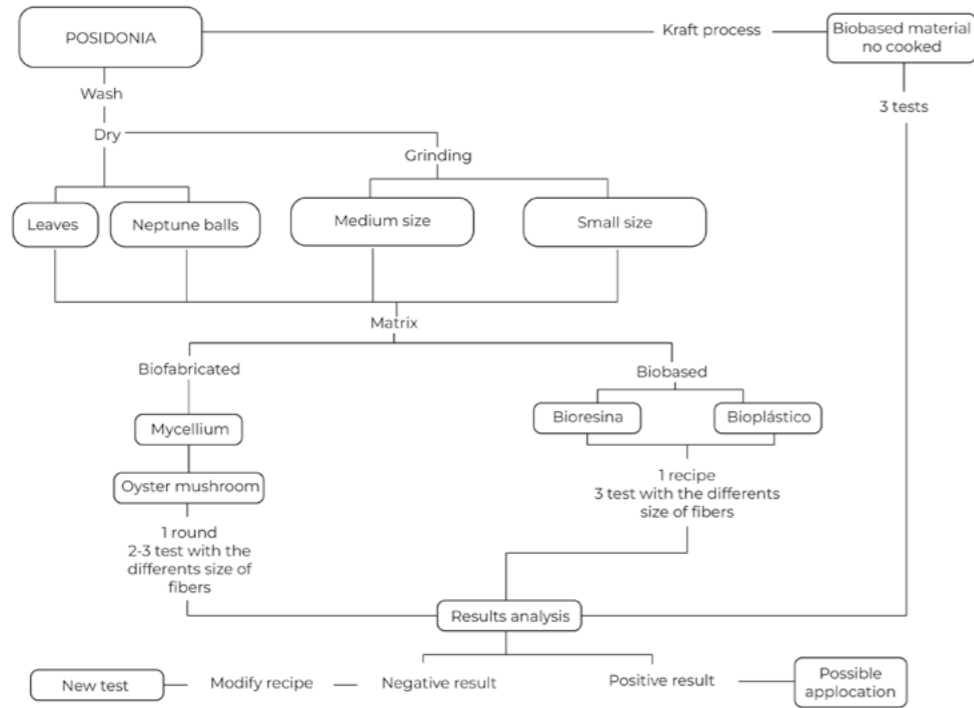 POSIDONIA
Kraft process
Biobased material
no cooked
Wash
3 tests
Dry
Grinding
Leaves
Neptune balls
Medium size
Small size
Matrix
Biofabricated
Biobased
Mycellium
Bioresina
Bioplástico
Oyster mushroom
1 recipe
3 test with the differents
size of fibers
1 round
2-3 test with the
differents size of
fibers
Results analysis
New test
Modify recipe
Negative result
Positive result
Possible
applocation